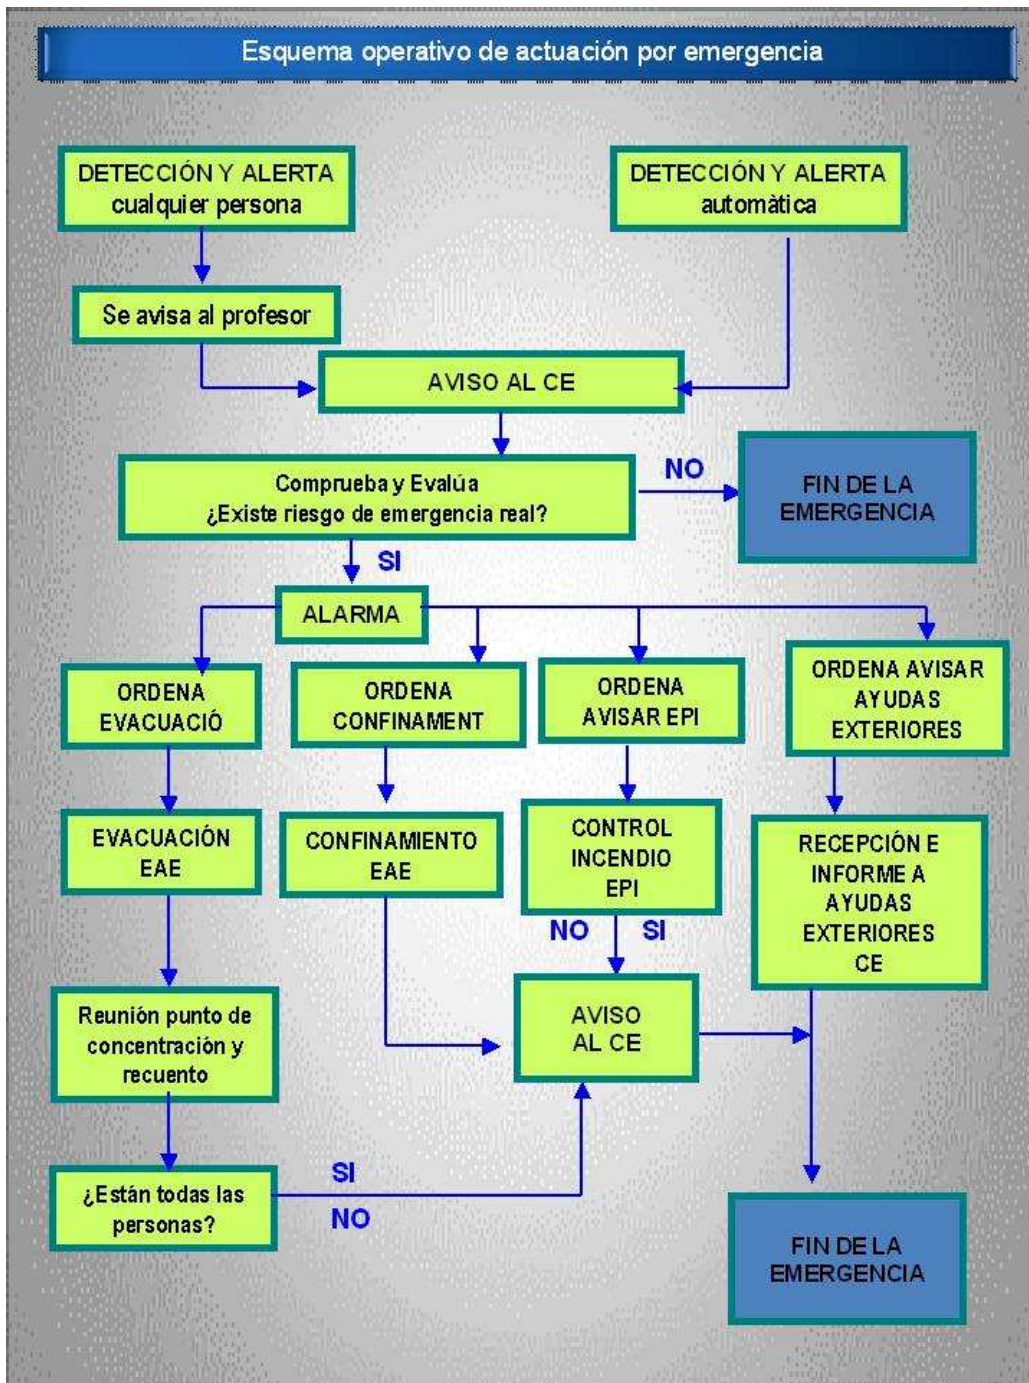 Esquema operativo de actuación por emergencia
DETECCIÓN Y ALERTA
cualquier persona
DETECCIÓN Y ALERTA
automàtica
Se avisa al profesor
AVISO AL CE
Comprueba y Evalúa
¿Existe riesgo de emergencia real?
NO
FIN DE LA
EMERGENCIA
SI
ALARMA
ORDENA
EVACUACIÓ
ORDENA
CONFINAMENT
ORDENA
AVISAR EPI
ORDENA AVISAR
AYUDAS
EXTERIORES
EVACUACIÓN
EAE
CONFINAMIENTO
EAE
CONTROL
INCENDIO
EPI
RECEPCIÓN E
INFORME A
AYUDAS
EXTERIORES
CE
NO
SI
Reunión punto de
concentración y
recuento
AVISO
AL CE
¿Están todas las
personas?
SI
NO
FIN DE LA
EMERGENCIA